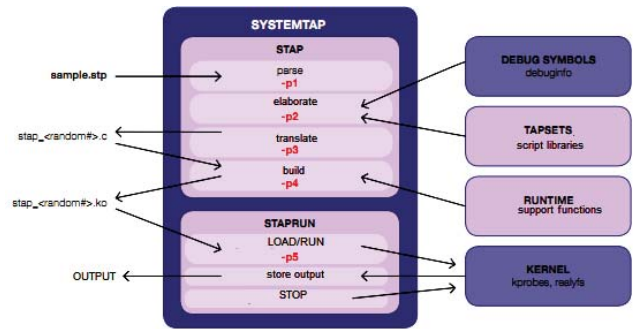 SYSTEMTAP
STAP
sample.stp
parse
-p1
elaborate
-p2
stap_<random#>.c
translate
-p3
build
-p4
stap_<random#>.ko
STAPRUN
LOAD/RUN
-p5
OUTPUT
store output
STOP
DEBUG SYMBOLS
debuginfo
TAPSETS
script libraries
RUNTIME
support functions
KERNEL
kprobes, realyfs